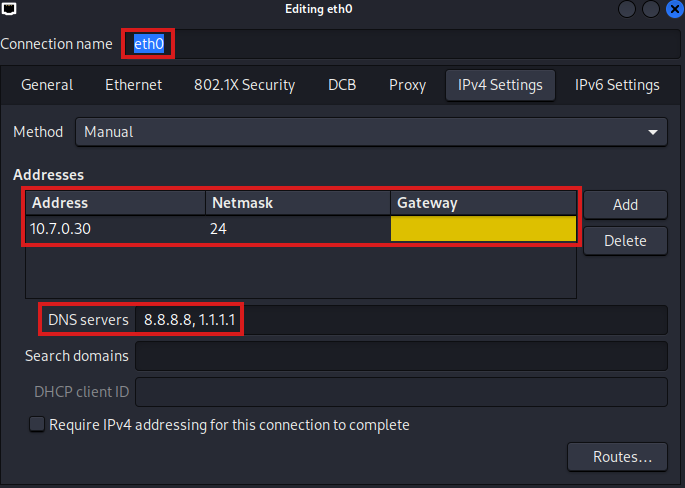 Editing eth0
Connection name eth0
General Ethernet 802.1X Security DCB Proxy IPv4 Settings IPv6 Settings
Method Manual
Addresses
Address Netmask Gateway Add
10.7.0.30 24
Delete
DNS servers 8.8.8.8, 1.1.1.1
Search domains
DHCP client ID
Require IPv4 addressing for this connection to complete
Routes...